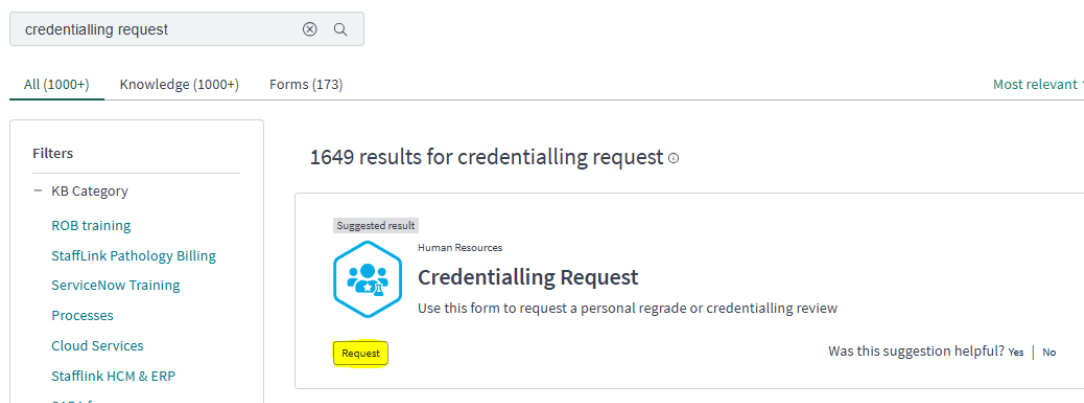 credentialling request
All (1000+) Knowledge (1000+) Forms (173)
Most relevant
Filters
KB Category
ROB training
StaffLink Pathology Billing
ServiceNow Training
Processes
Cloud Services
Stafflink HCM & ERP
1649 results for credentialling request
Suggested result
Human Resources
Credentialling Request
Use this form to request a personal regrade or credentialling review
Request
Was this suggestion helpful? Yes | No